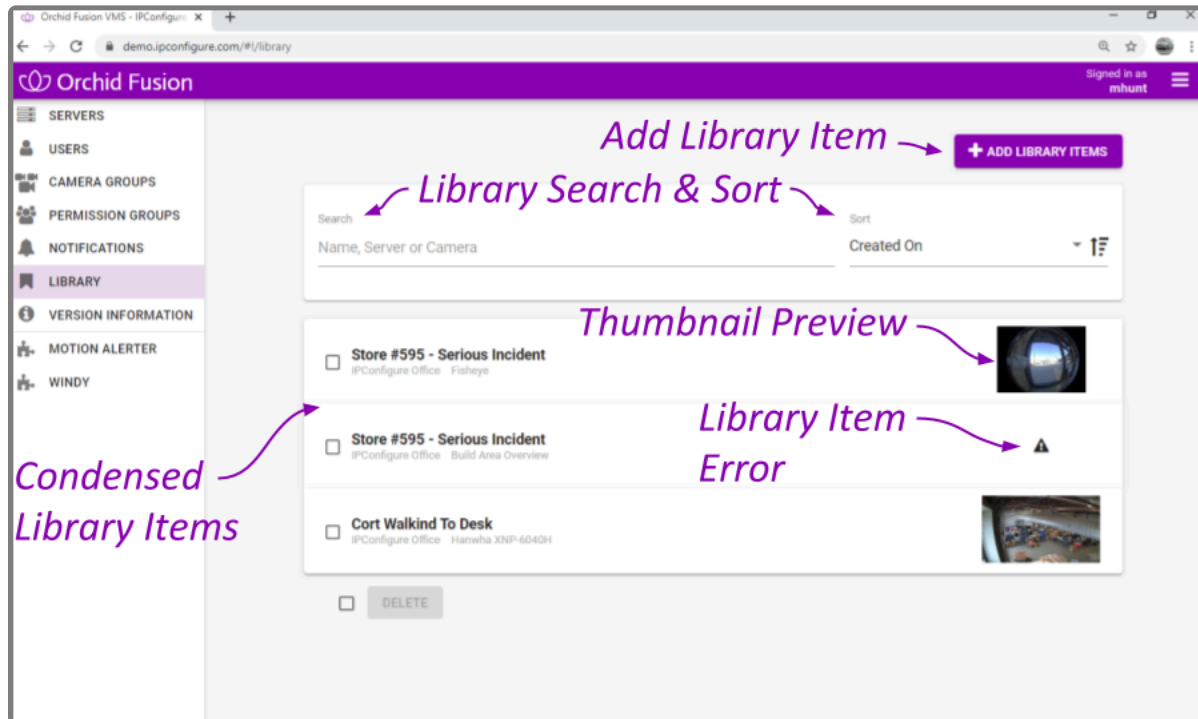 Orchid Fusion VMS - IPConfigure
demo.ipconfigure.com/#!/library
Orchid Fusion
Signed in as
mhunt
SERVERS
USERS
CAMERA GROUPS
PERMISSION GROUPS
NOTIFICATIONS
LIBRARY
VERSION INFORMATION
MOTION ALERTER
WINDY
Add Library Item
+ ADD LIBRARY ITEMS
Library Search & Sort
Search
Name, Server or Camera
Sort
Created On
Thumbnail Preview
Store #595 - Serious Incident
IPConfigure Office Fisheye
Library Item
Error
Store #595 - Serious Incident
IPConfigure Office Build Area Overview
Condensed
Library Items
Cort Walkind To Desk
IPConfigure Office Hanwha XNP-6040H
DELETE